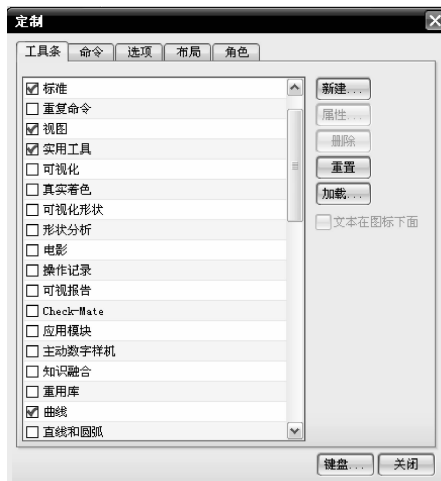 定制
工具条 命令 选项 布局 角色
标准
重复命令
视图
实用工具
可视化
真实着色
可视化形状
形状分析
电影
操作记录
可视报告
Check-Mate
应用模块
主动数字样机
知识融合
重用库
曲线
直线和圆弧
新建...
属性...
删除
重置
加载...
文本在图标下面
键盘... 关闭